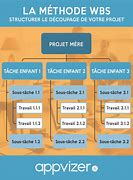 LA MÉTHODE WBS
STRUCTURER LE DÉCOUPAGE DE VOTRE PROJET
PROJET MÈRE
TÂCHE ENFANT 1
TÂCHE ENFANT 2
TÂCHE ENFANT 3
Sous-tâche 1.1
Sous-tâche 2.1
Sous-tâche 3.1
Travail 1.1.1
Travail 2.1.1
Travail 3.1.1
Travail 1.1.2
Travail 2.1.2
Travail 3.1.2
Sous-tâche 1.2
Sous-tâche 2.2
Sous-tâche 3.2
appvizer